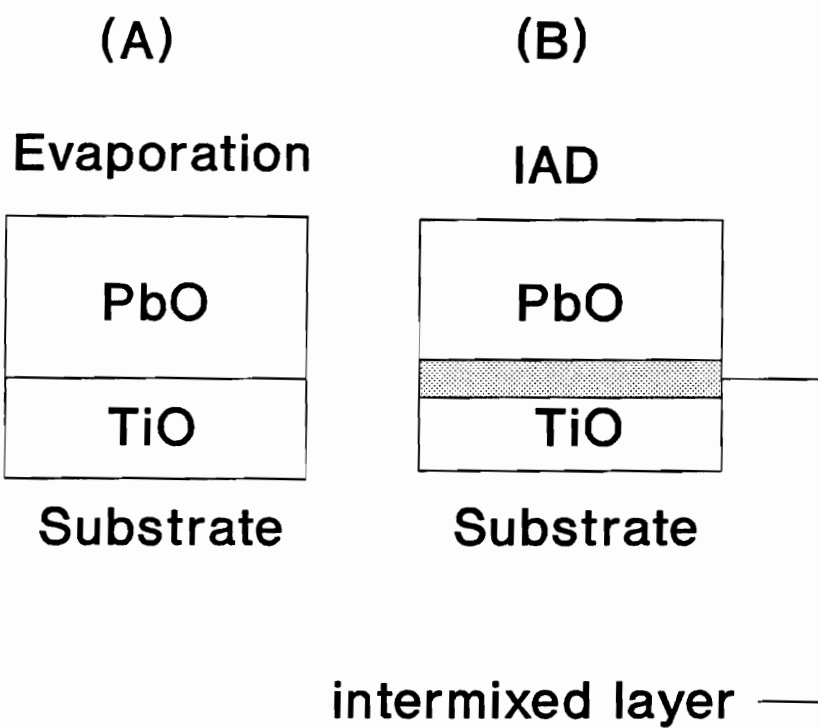 (A)
Evaporation
PbO
TiO
Substrate
(B)
IAD
PbO
TiO
Substrate
intermixed layer